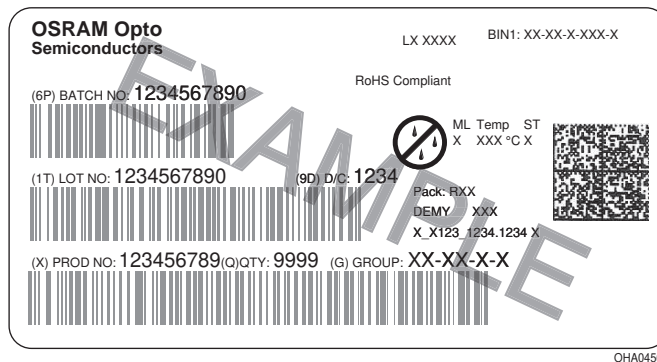 OSRAM Opto
Semiconductors
LX XXXX
BIN1: XX-XX-X-XXX-X
RoHS Compliant
(6P) BATCH NO: 1234567890
ML Temp ST
X XXX °C X
(1T) LOT NO: 1234567890 (9D) D/C: 1234
Pack: RXX
DEMY XXX
X_X123_1234.1234 X
(X) PROD NO: 123456789(Q)QTY: 9999 (G) GROUP: XX-XX-X-X
EXAMPLE